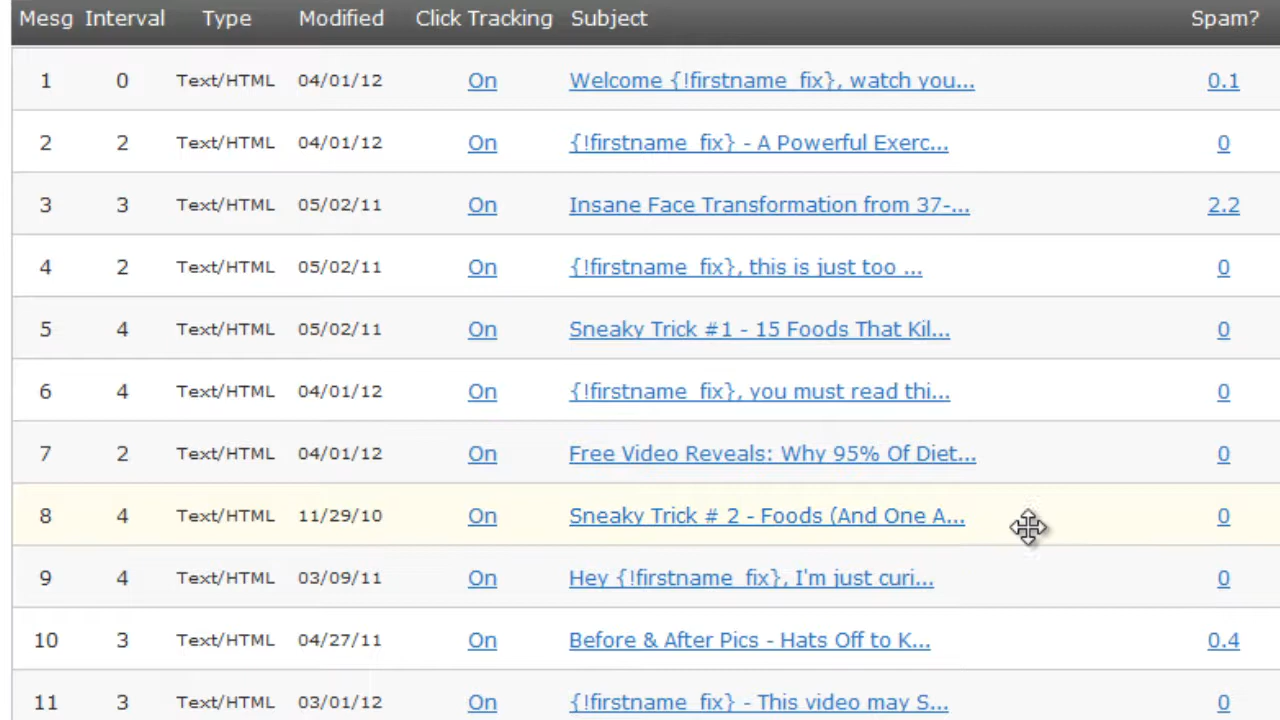 Mesg Interval Type Modified Click Tracking Subject Spam?
1 0 Text/HTML 04/01/12 On Welcome {!firstname_fix}, watch you... 0.1
2 2 Text/HTML 04/01/12 On {!firstname_fix} - A Powerful Exerc... 0
3 3 Text/HTML 05/02/11 On Insane Face Transformation from 37-... 2.2
4 2 Text/HTML 05/02/11 On {!firstname_fix}, this is just too ... 0
5 4 Text/HTML 05/02/11 On Sneaky Trick #1 - 15 Foods That Kil... 0
6 4 Text/HTML 04/01/12 On {!firstname_fix}, you must read thi... 0
7 2 Text/HTML 04/01/12 On Free Video Reveals: Why 95% Of Diet... 0
8 4 Text/HTML 11/29/10 On Sneaky Trick # 2 - Foods (And One A... 0
9 4 Text/HTML 03/09/11 On Hey {!firstname_fix}, I'm just curi... 0
10 3 Text/HTML 04/27/11 On Before & After Pics - Hats Off to K... 0.4
11 3 Text/HTML 03/01/12 On {!firstname_fix} - This video may S... 0